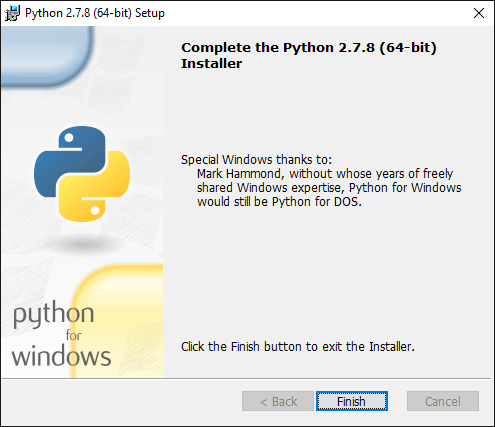 Python 2.7.8 (64-bit) Setup
Complete the Python 2.7.8 (64-bit)
Installer
Special Windows thanks to:
Mark Hammond, without whose years of freely
shared Windows expertise, Python for Windows
would still be Python for DOS.
python
for
windows
Click the Finish button to exit the Installer.
< Back
Finish
Cancel